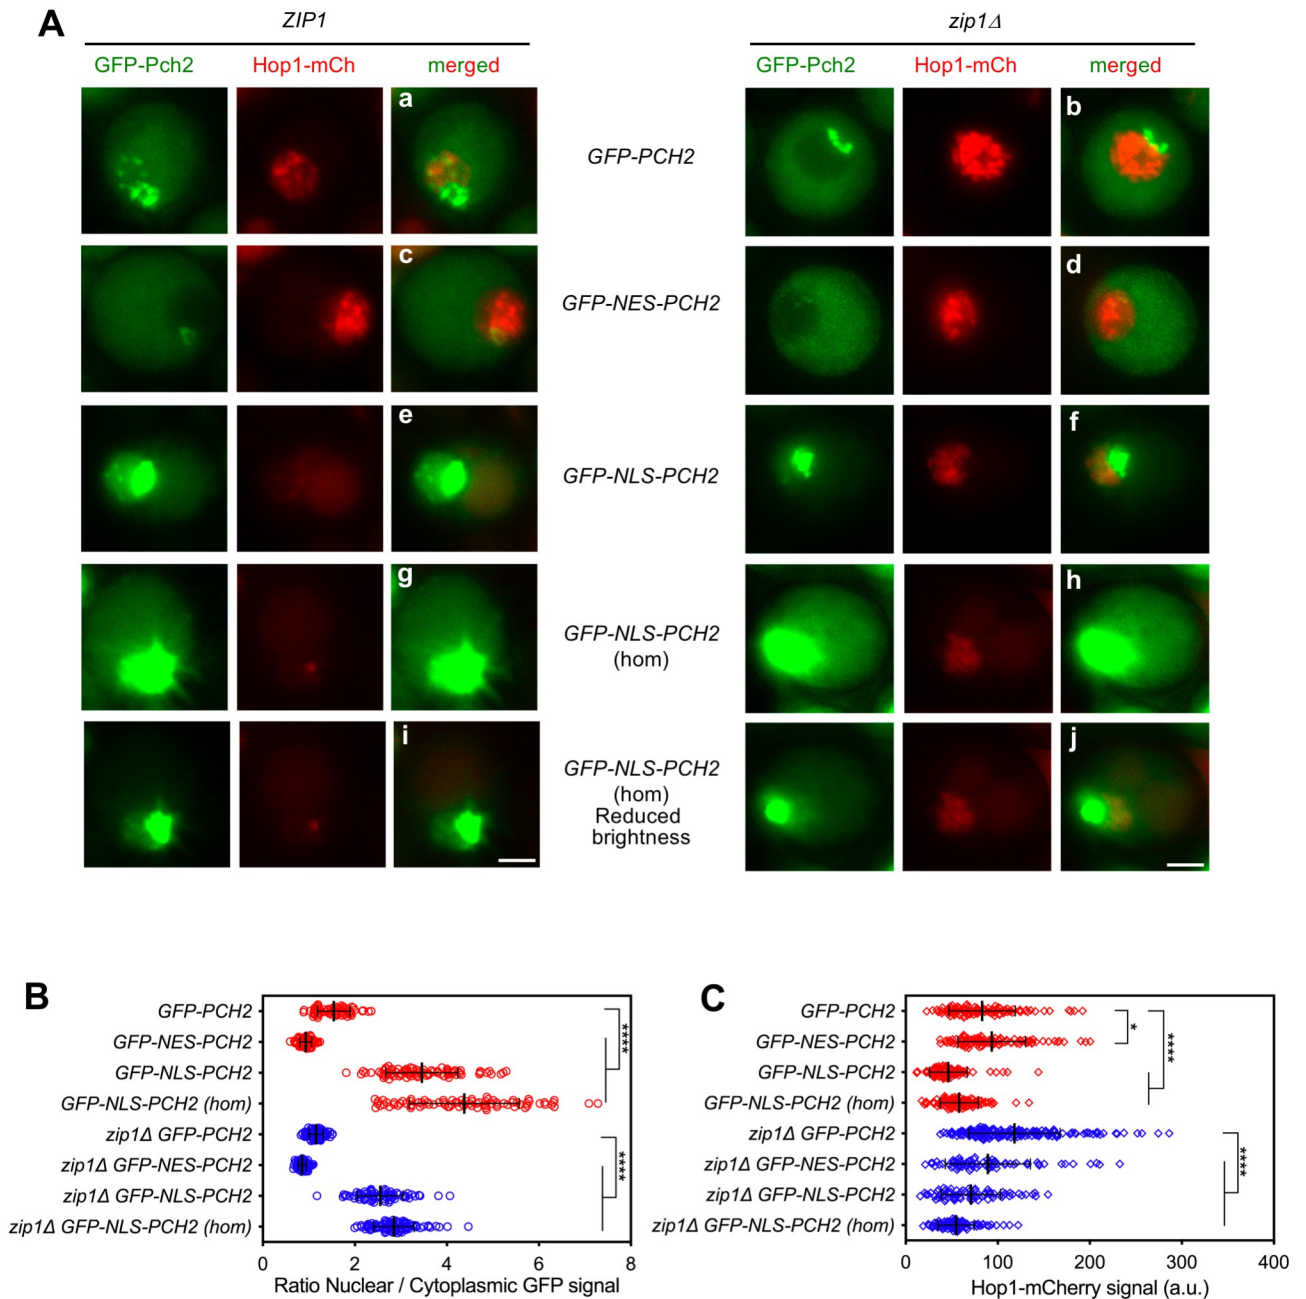 A
ZIP1
zip1Δ
GFP-Pch2
Hop1-mCh
merged
GFP-Pch2
Hop1-mCh
merged
a
b
GFP-PCH2
c
d
GFP-NES-PCH2
e
f
GFP-NLS-PCH2
g
h
GFP-NLS-PCH2
(hom)
i
j
GFP-NLS-PCH2
(hom)
Reduced
brightness
B
GFP-PCH2
GFP-NES-PCH2
GFP-NLS-PCH2
GFP-NLS-PCH2 (hom)
zip1Δ GFP-PCH2
zip1Δ GFP-NES-PCH2
zip1Δ GFP-NLS-PCH2
zip1Δ GFP-NLS-PCH2 (hom)
****
****
0 2 4 6 8
Ratio Nuclear / Cytoplasmic GFP signal
C
GFP-PCH2
GFP-NES-PCH2
GFP-NLS-PCH2
GFP-NLS-PCH2 (hom)
zip1Δ GFP-PCH2
zip1Δ GFP-NES-PCH2
zip1Δ GFP-NLS-PCH2
zip1Δ GFP-NLS-PCH2 (hom)
*
****
****
0 100 200 300 400
Hop1-mCherry signal (a.u.)